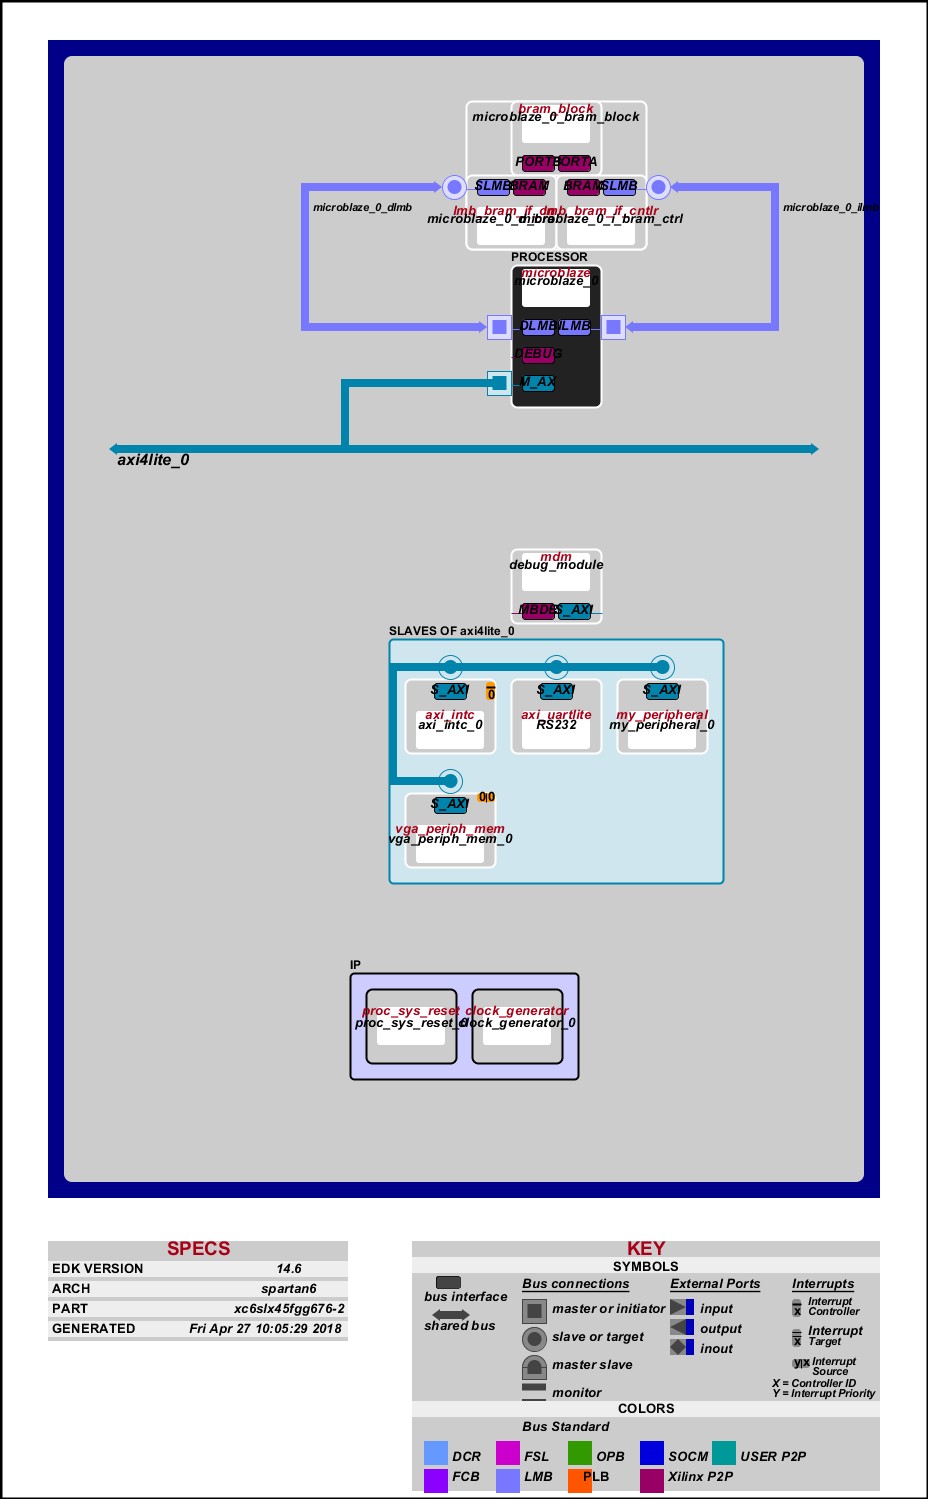 bram_block
microblaze_0_bram_block
PORTB PORTA
SLMB BRAM BRAM SLMB
microblaze_0_dlmb
microblaze_0_ilmb
lmb_bram_if_cntlr
microblaze_0_i_bram_ctrl
PROCESSOR
microblaze
microblaze_0
DLMB ILMB
DEBUG
M_AX
axi4lite_0
mdm
debug_module
S_AXI
SLAVES OF axi4lite_0
S_AXI 0 S_AXI S_AXI
axi_intc axi_uartlite my_peripheral
axi_intc_0 RS232 my_peripheral_0
S_AXI 0|0
vga_periph_mem
vga_periph_mem_0
IP
proc_sys_reset clock_generator
proc_sys_reset_0 clock_generator_0
SPECS
EDK VERSION 14.6
ARCH spartan6
PART xc6slx45fgg676-2
GENERATED Fri Apr 27 10:05:29 2018
KEY
SYMBOLS
bus interface
shared bus
Bus connections
master or initiator
slave or target
master slave
monitor
External Ports
input
output
inout
Interrupts
x Interrupt
Controller
x Interrupt
Target
y|x Interrupt
Source
X = Controller ID
Y = Interrupt Priority
COLORS
Bus Standard
DCR FSL OPB SOCM USER P2P
FCB LMB PLB Xilinx P2P